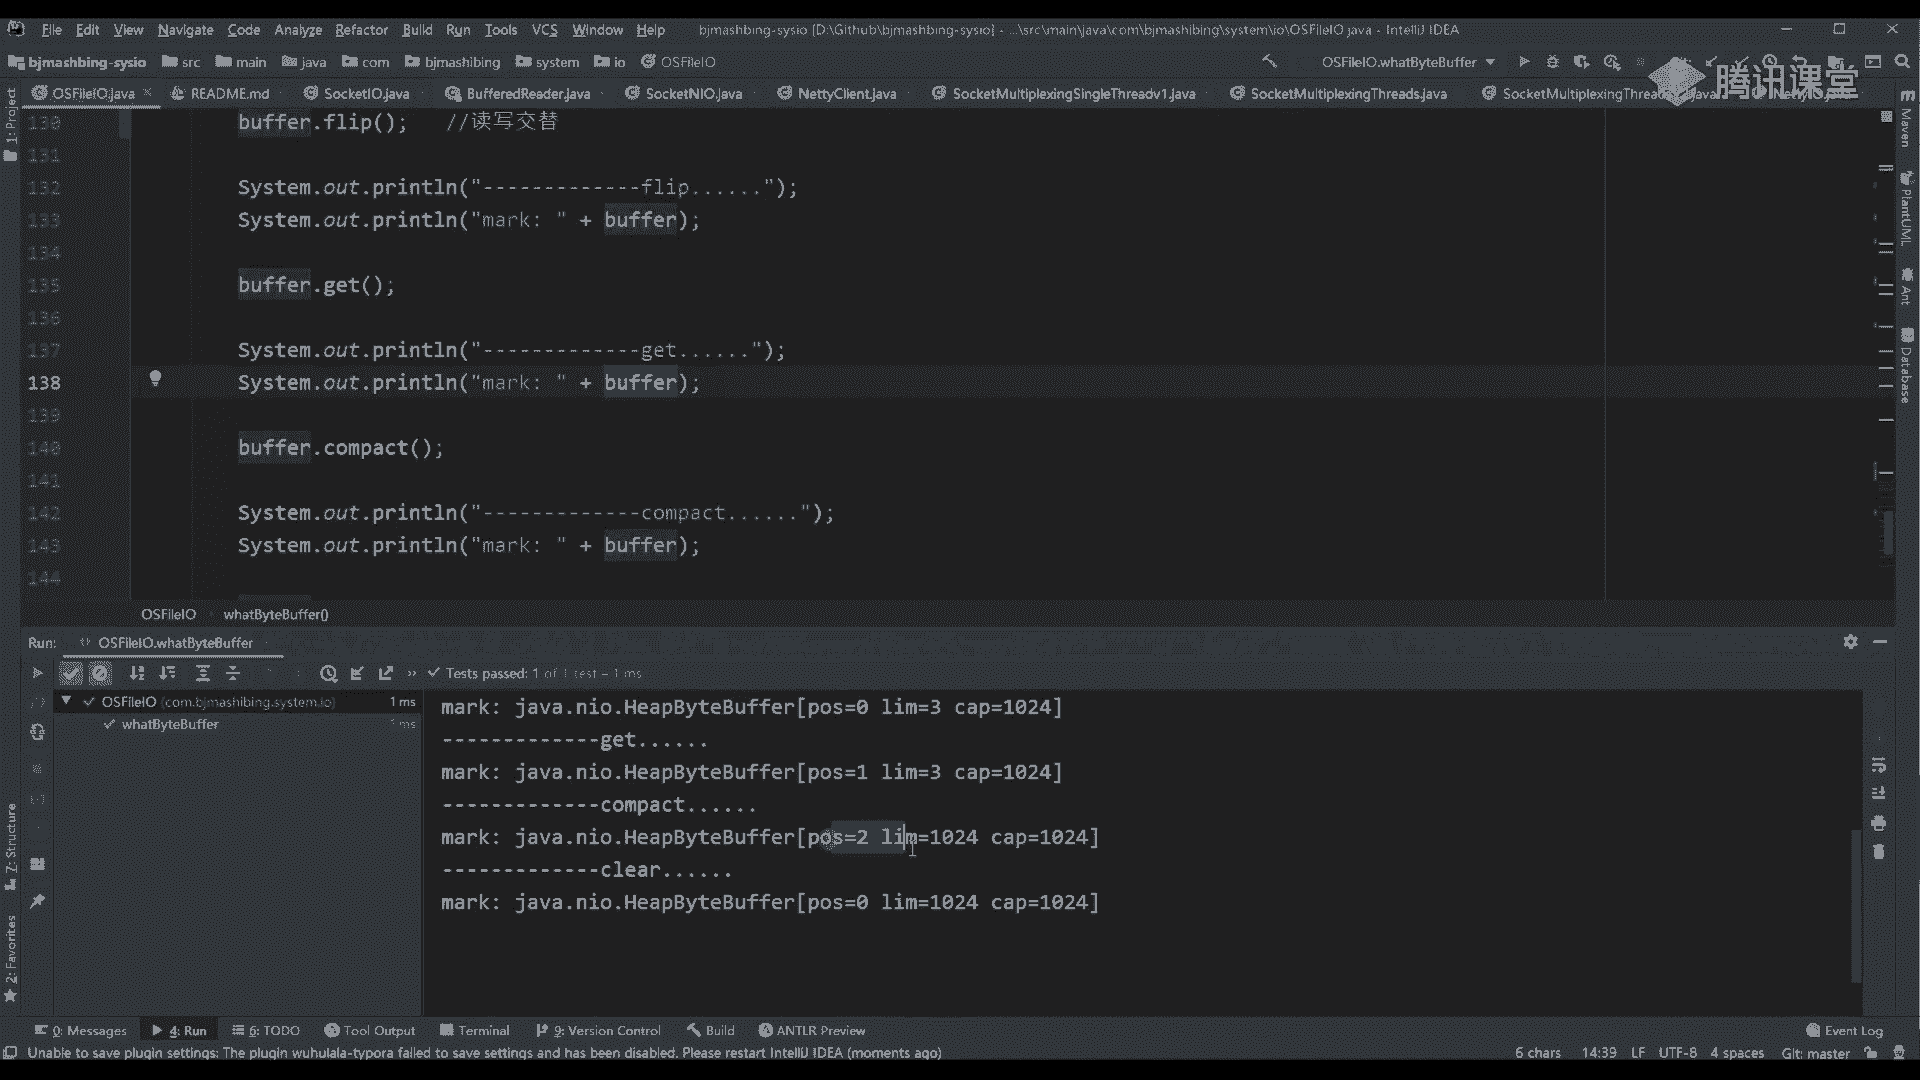 File Edit View Navigate Code Analyze Refactor Build Run Tools VCS Window Help bjmashbing-sysio [D:\Github\bjmashbing-sysio] - ...\src\main\java\com\bjmashibing\system\io\OSFileIO.java - IntelliJ IDEA
bjmashbing-sysio src main java com bjmashibing system io OSFileIO OSFileIO.whatByteBuffer
腾讯课堂
OSFileIO.java README.md SocketIO.java BufferedReader.java SocketNIO.java NettyClient.java SocketMultiplexingSingleThreadv1.java SocketMultiplexingThreads.java
130 buffer.flip(); //读写交替
131
132 System.out.println("-------------flip......");
133 System.out.println("mark: " + buffer);
134
135 buffer.get();
136
137 System.out.println("-------------get......");
138 System.out.println("mark: " + buffer);
139
140 buffer.compact();
141
142 System.out.println("-------------compact......");
143 System.out.println("mark: " + buffer);
144
OSFileIO whatByteBuffer()
Run: OSFileIO.whatByteBuffer
Tests passed: 1 of 1 test – 1 ms
OSFileIO (com.bjmashibing.system.io) 1 ms
whatByteBuffer 1 ms
mark: java.nio.HeapByteBuffer[pos=0 lim=3 cap=1024]
-------------get......
mark: java.nio.HeapByteBuffer[pos=1 lim=3 cap=1024]
-------------compact......
mark: java.nio.HeapByteBuffer[pos=2 lim=1024 cap=1024]
-------------clear......
mark: java.nio.HeapByteBuffer[pos=0 lim=1024 cap=1024]
1: Project
7: Structure
2: Favorites
Maven
PlantUML
Ant
Database
0: Messages 4: Run 6: TODO Tool Output Terminal 9: Version Control Build ANTLR Preview Event Log
Unable to save plugin settings: The plugin wuhulala-typora failed to save settings and has been disabled. Please restart IntelliJ IDEA (moments ago) 6 chars 14:39 LF UTF-8 4 spaces Git: master